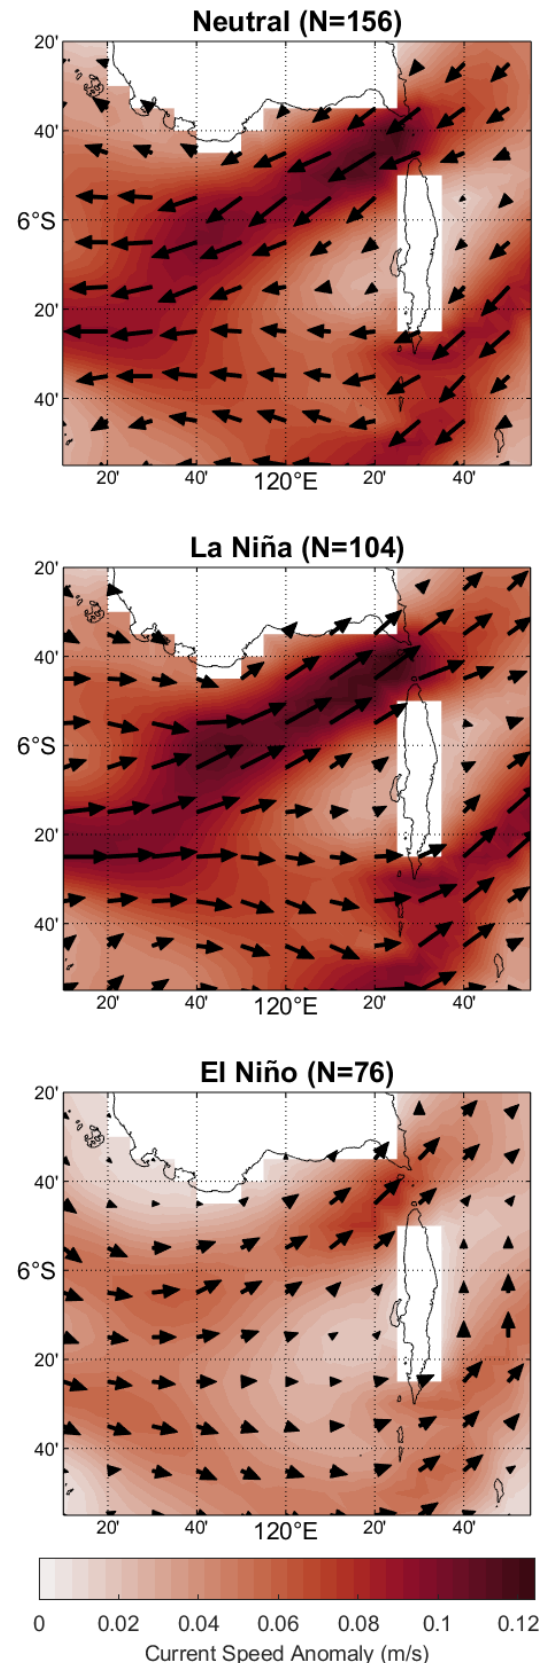 Neutral (N=156)
20'
40'
6°S
20'
40'
20' 40' 120°E 20' 40'
La Niña (N=104)
20'
40'
6°S
20'
40'
20' 40' 120°E 20' 40'
El Niño (N=76)
20'
40'
6°S
20'
40'
20' 40' 120°E 20' 40'
0 0.02 0.04 0.06 0.08 0.1 0.12
Current Speed Anomaly (m/s)